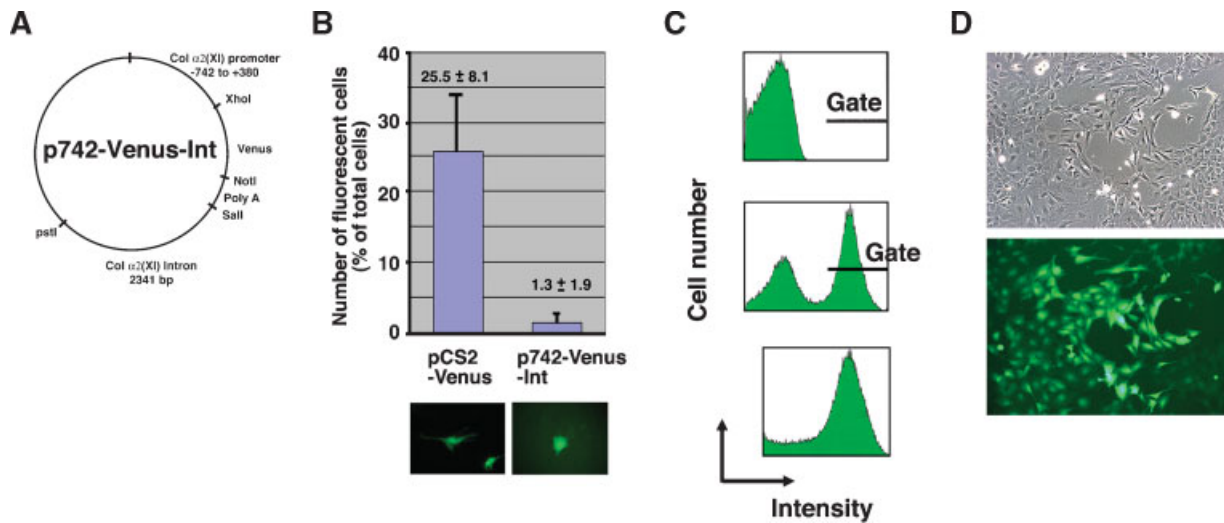 A
Col α2(XI) promoter
-742 to +380
XhoI
p742-Venus-Int
Venus
NotI
Poly A
SalI
pstI
Col α2(XI) Intron
2341 bp
B
Number of fluorescent cells
(% of total cells)
40
30
20
10
0
25.5 ± 8.1
1.3 ± 1.9
pCS2
-Venus
p742-Venus
-Int
C
Gate
Gate
Cell number
Intensity
D